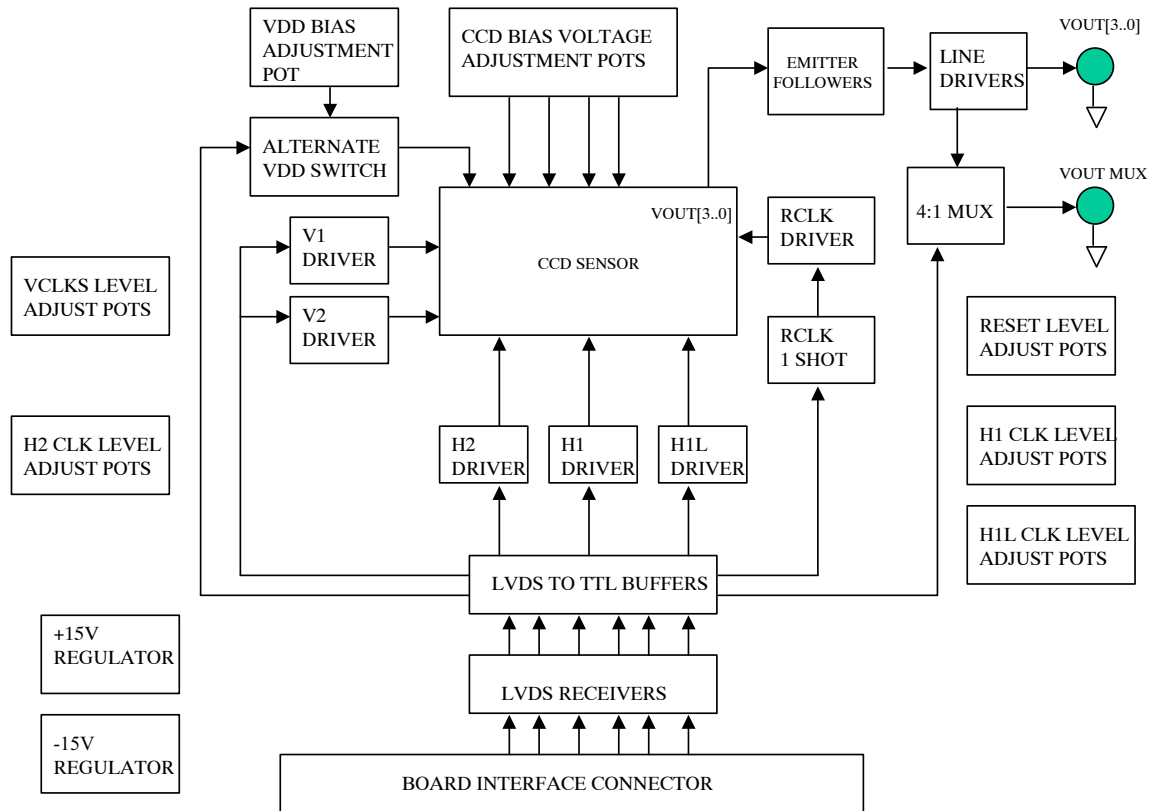 VDD BIAS
ADJUSTMENT
POT
CCD BIAS VOLTAGE
ADJUSTMENT POTS
EMITTER
FOLLOWERS
LINE
DRIVERS
VOUT[3..0]
ALTERNATE
VDD SWITCH
VOUT MUX
4:1 MUX
VOUT[3..0]
CCD SENSOR
RCLK
DRIVER
V1
DRIVER
VCLKS LEVEL
ADJUST POTS
V2
DRIVER
RCLK
1 SHOT
RESET LEVEL
ADJUST POTS
H2 CLK LEVEL
ADJUST POTS
H2
DRIVER
H1
DRIVER
H1L
DRIVER
H1 CLK LEVEL
ADJUST POTS
H1L CLK LEVEL
ADJUST POTS
LVDS TO TTL BUFFERS
+15V
REGULATOR
LVDS RECEIVERS
-15V
REGULATOR
BOARD INTERFACE CONNECTOR